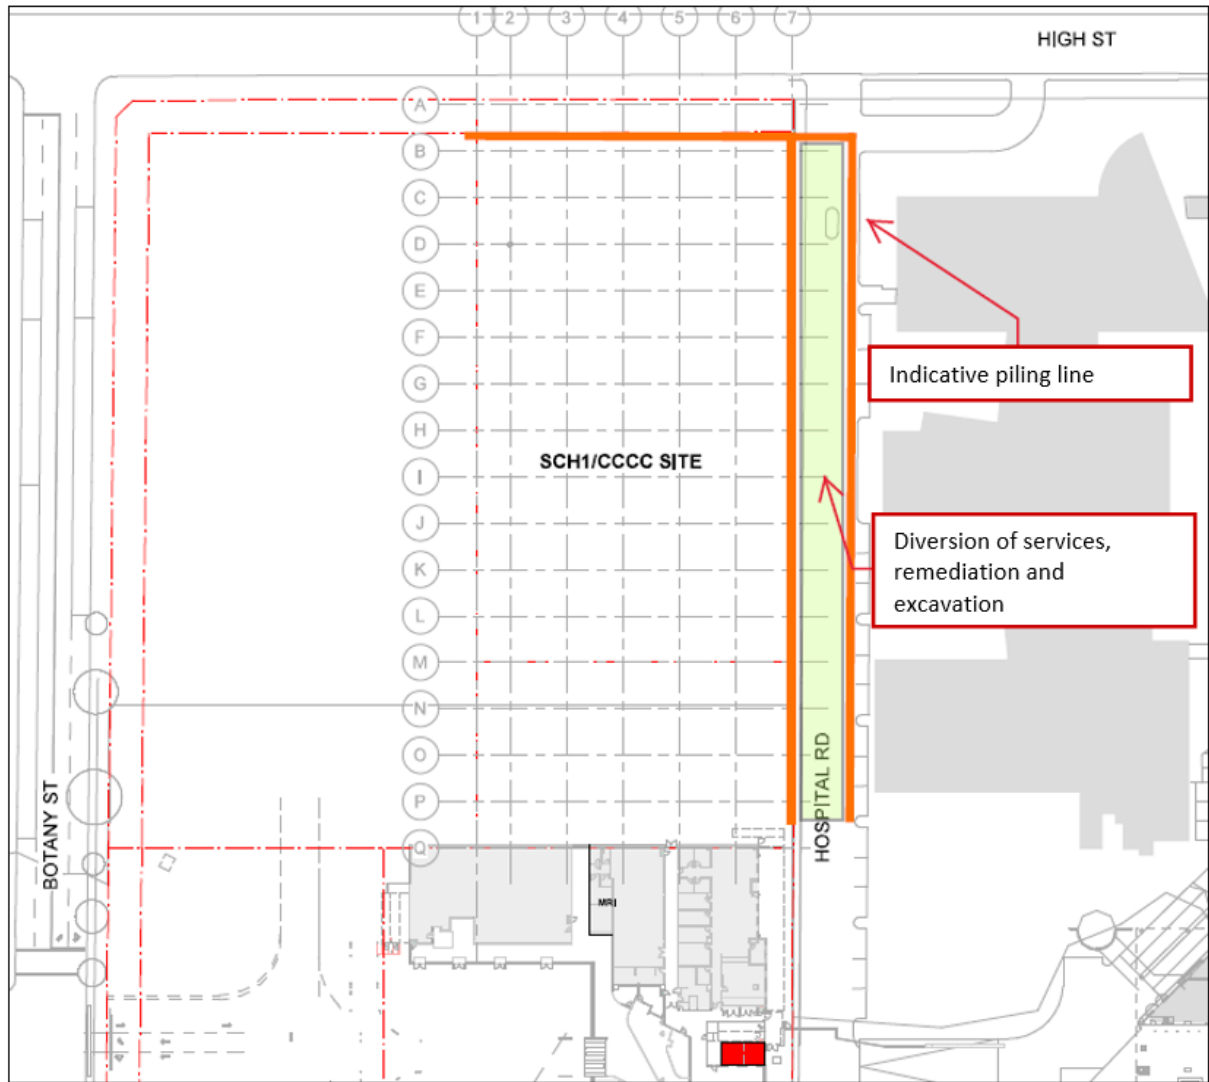 1 2 3 4 5 6 7
HIGH ST
A
B
C
D
E
F
G
Indicative piling line
H
SCH1/CCCC SITE
I
J
Diversion of services,
remediation and
excavation
K
L
M
N
O
P
HOSPITAL RD
BOTANY ST
Q
MRI